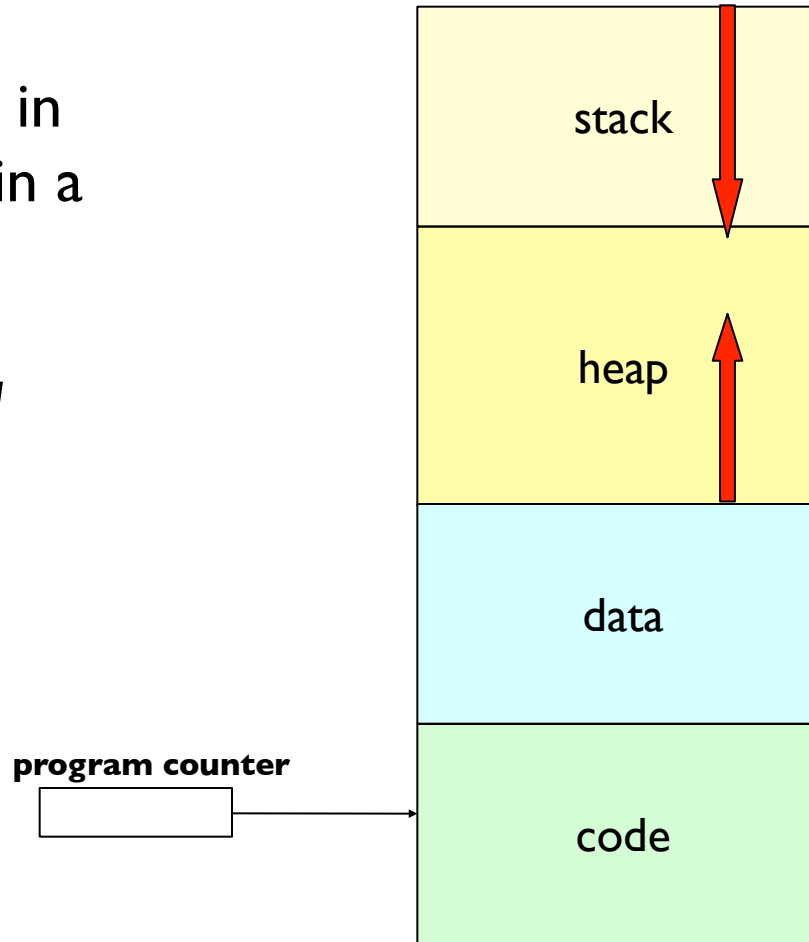 in
in a
stack
heap
data
program counter
code